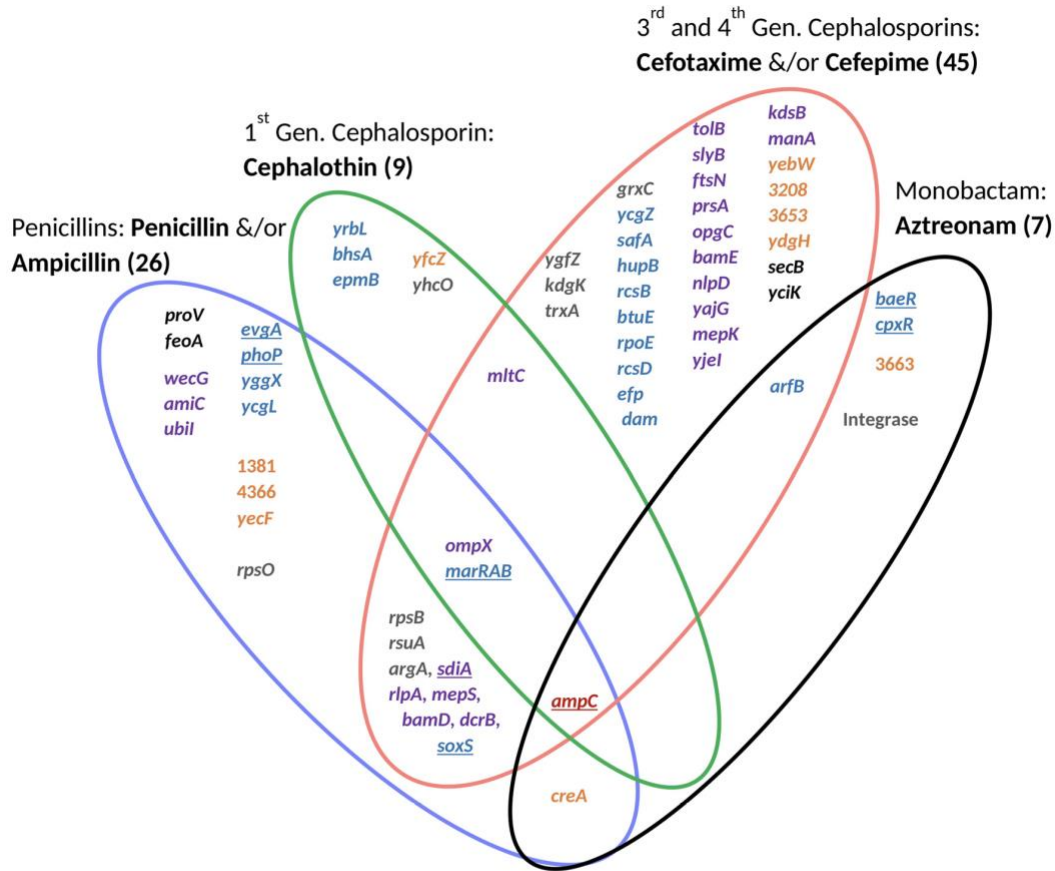 3rd and 4th Gen. Cephalosporins:
Cefotaxime &/or Cefepime (45)
1st Gen. Cephalosporin:
Cephalothin (9)
Monobactam:
Aztreonam (7)
Penicillins: Penicillin &/or
Ampicillin (26)
proV
feoA
wecG
amiC
ubiI
evgA
phoP
yggX
ycgL
1381
4366
yecF
rpsO
yrbL
bhsA
epmB
yfcZ
yhcO
mltC
ygfZ
kdgK
trxA
grxC
ycgZ
safA
hupB
rcsB
btuE
rpoE
rcsD
efp
dam
tolB
slyB
ftsN
prsA
opgC
bamE
nlpD
yajG
mepK
yjeI
kdsB
manA
yebW
3208
3653
ydgH
secB
yciK
arfB
baeR
cpxR
3663
Integrase
ompX
marRAB
rpsB
rsuA
argA, sdiA
rlpA, mepS,
bamD, dcrB,
soxS
ampC
creA